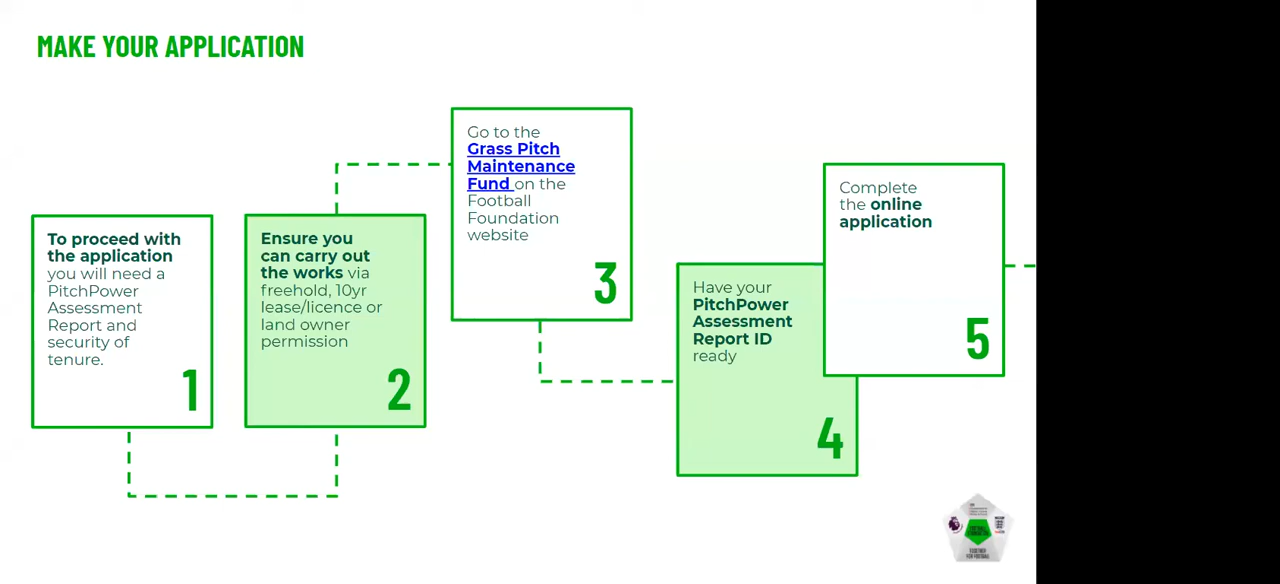 MAKE YOUR APPLICATION
To proceed with
the application
you will need a
PitchPower
Assessment
Report and
security of
tenure.
1
Ensure you
can carry out
the works via
freehold, 10yr
lease/licence or
land owner
permission
2
Go to the
Grass Pitch
Maintenance
Fund on the
Football
Foundation
website
3
Have your
PitchPower
Assessment
Report ID
ready
4
Complete
the online
application
5
TOGETHER
FOR FOOTBALL